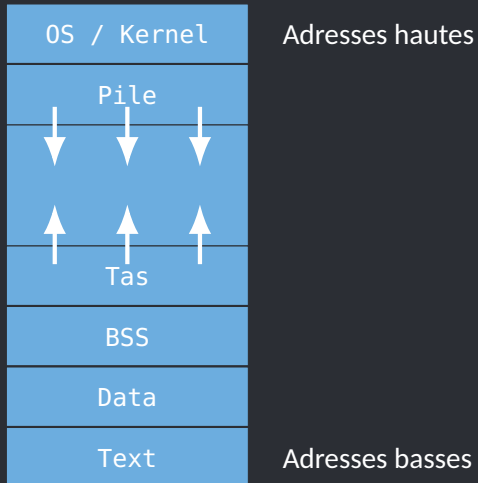 OS / Kernel Adresses hautes
Pile
Tas
BSS
Data
Text Adresses basses